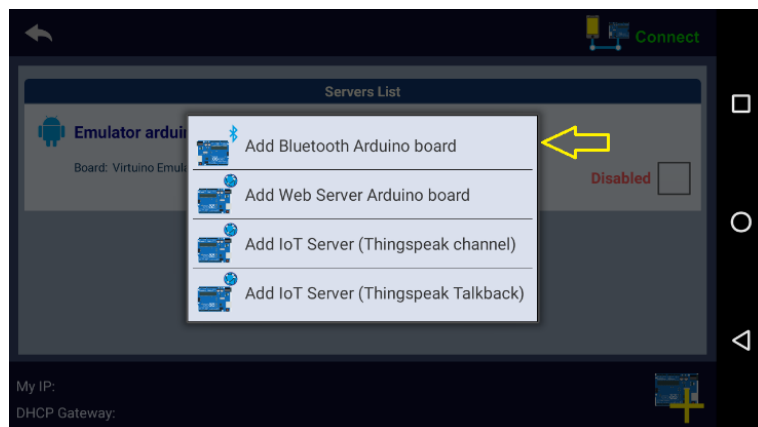 Connect
Servers List
Emulator ardui
Board: Virtuino Emul
Disabled
Add Bluetooth Arduino board
Add Web Server Arduino board
Add IoT Server (Thingspeak channel)
Add IoT Server (Thingspeak Talkback)
My IP:
DHCP Gateway: